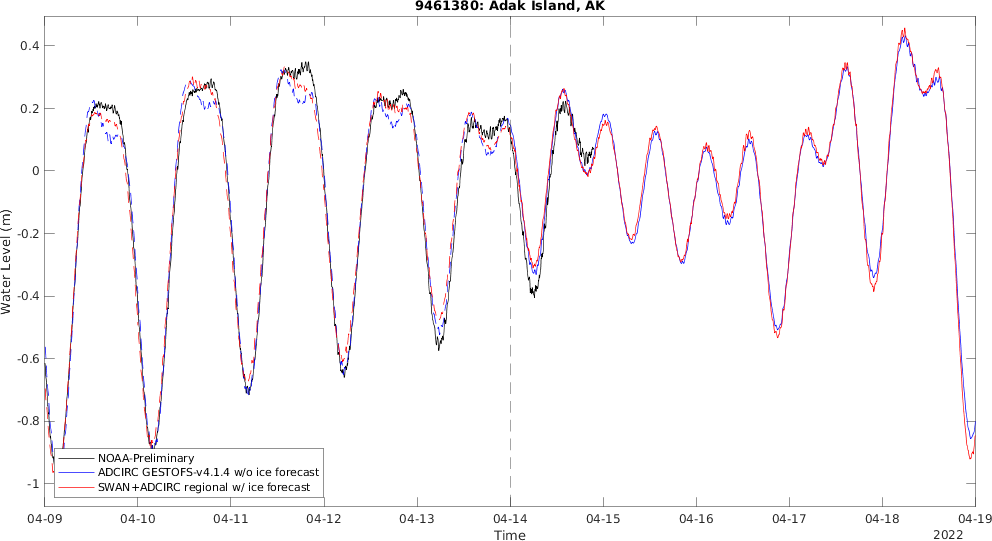 9461380: Adak Island, AK
Water Level (m)
0.4
0.2
0
-0.2
-0.4
-0.6
-0.8
-1
NOAA-Preliminary
ADCIRC GESTOFS-v4.1.4 w/o ice forecast
SWAN+ADCIRC regional w/ ice forecast
04-09 04-10 04-11 04-12 04-13 04-14 04-15 04-16 04-17 04-18 04-19
Time
2022